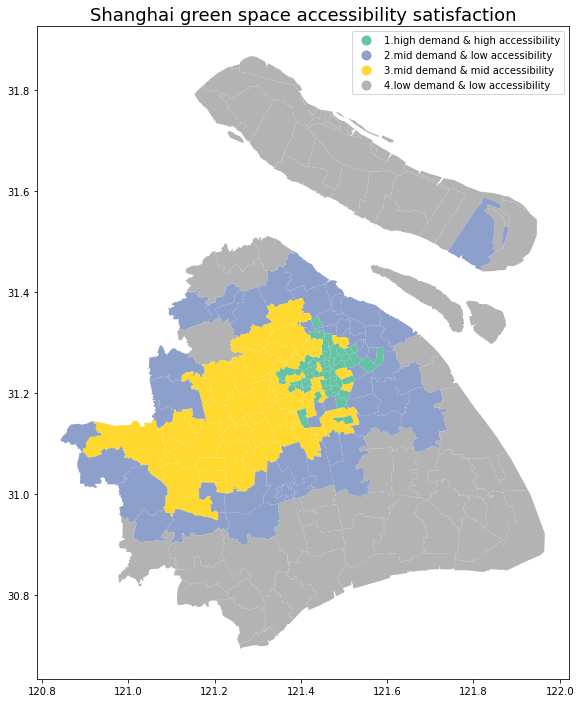 Shanghai green space accessibility satisfaction
1.high demand & high accessibility
2.mid demand & low accessibility
3.mid demand & mid accessibility
4.low demand & low accessibility
31.8
31.6
31.4
31.2
31.0
30.8
120.8 121.0 121.2 121.4 121.6 121.8 122.0